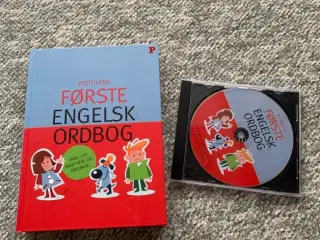 P
POLITIKENS
FØRSTE
ENGELSK
ORDBOG
FØRSTE
ENGELSK
ORDBOG